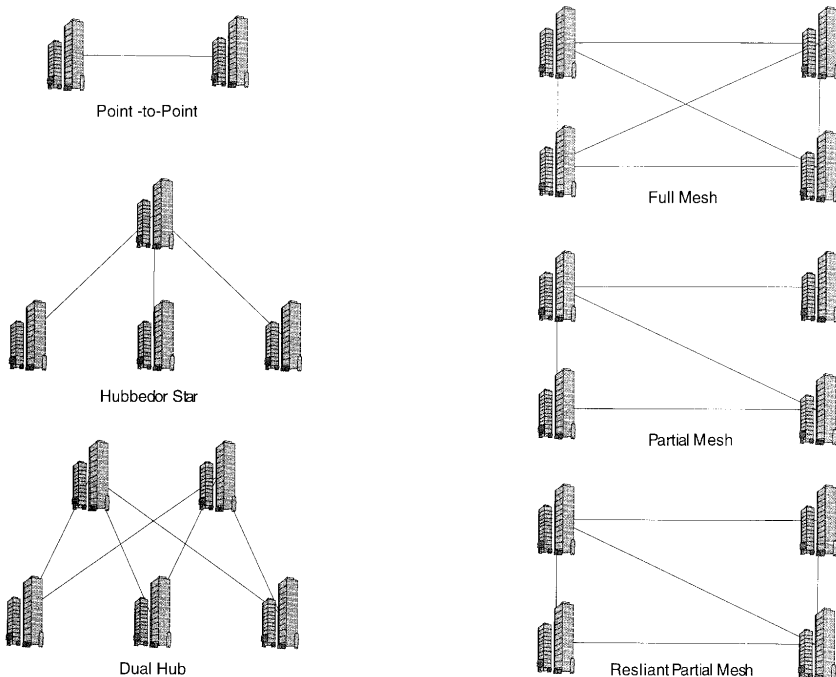 Point -to-Point
Hubbedor Star
Dual Hub
Full Mesh
Partial Mesh
Resliant Partial Mesh